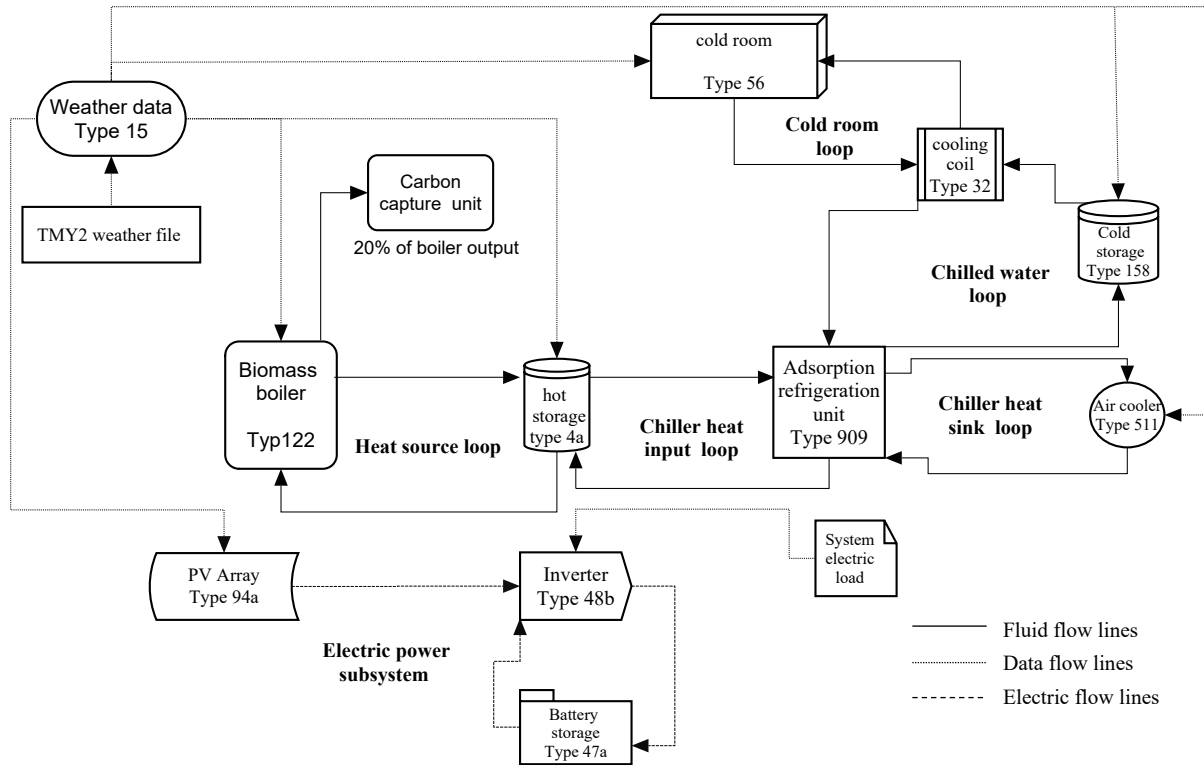 cold room
Type 56
Weather data
Type 15
Cold room
loop
cooling
coil
Type 32
Carbon
capture unit
TMY2 weather file
20% of boiler output
Cold
storage
Type 158
Chilled water
loop
Biomass
boiler
Typ122
hot
storage
type 4a
Adsorption
refrigeration
unit
Type 909
Air cooler
Type 511
Heat source loop
Chiller heat
input loop
Chiller heat
sink loop
PV Array
Type 94a
Inverter
Type 48b
System
electric
load
Electric power
subsystem
Battery
storage
Type 47a
Fluid flow lines
Data flow lines
Electric flow lines